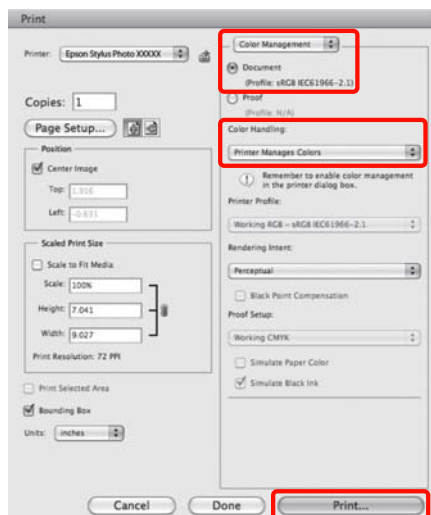 Print
Printer: Epson Stylus Photo XXXXX
Copies: 1
Page Setup...
Position
Center Image
Top: 1.956
Left: -0.835
Scaled Print Size
Scale to Fit Media
Scale: 100%
Height: 7.041
Width: 9.027
Print Resolution: 72 PPI
Print Selected Area
Bounding Box
Units: inches
Color Management
Document
(Profile: sRGB IEC61966-2.1)
Proof
(Profile: N/A)
Color Handling:
Printer Manages Colors
Remember to enable color management
in the printer dialog box.
Printer Profile:
Working RGB - sRGB IEC61966-2.1
Rendering Intent:
Perceptual
Black Point Compensation
Proof Setup:
Working CMYK
Simulate Paper Color
Simulate Black Ink
Cancel
Done
Print...